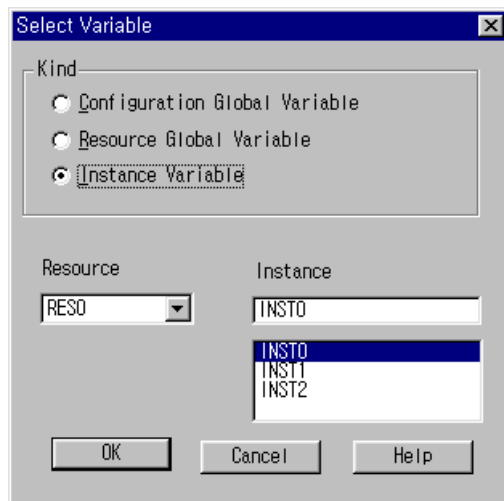 Select Variable
Kind
Configuration Global Variable
Resource Global Variable
Instance Variable
Resource
Instance
RES0
INST0
INST0
INST1
INST2
OK
Cancel
Help